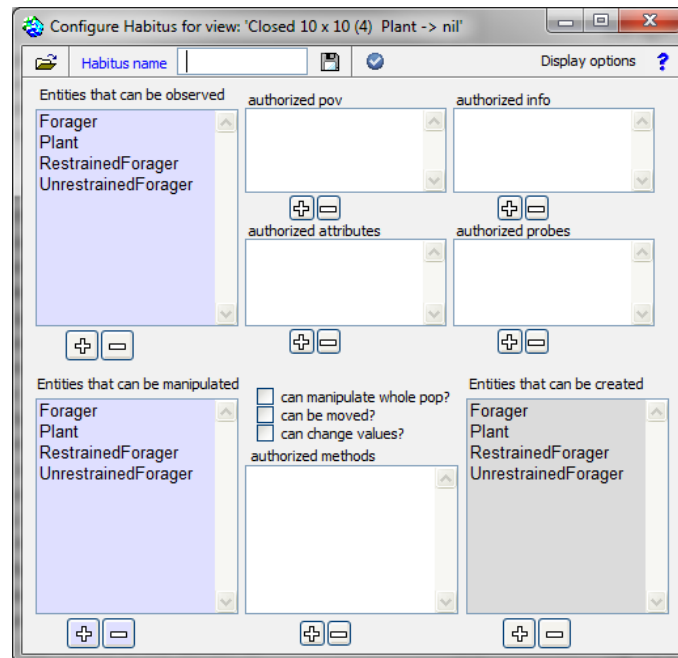 Configure Habitus for view: 'Closed 10 x 10 (4)  Plant -> nil'
Habitus name
Display options ?
Entities that can be observed
Forager
Plant
RestrainedForager
UnrestrainedForager
authorized pov
authorized info
authorized attributes
authorized probes
Entities that can be manipulated
Forager
Plant
RestrainedForager
UnrestrainedForager
can manipulate whole pop?
can be moved?
can change values?
authorized methods
Entities that can be created
Forager
Plant
RestrainedForager
UnrestrainedForager